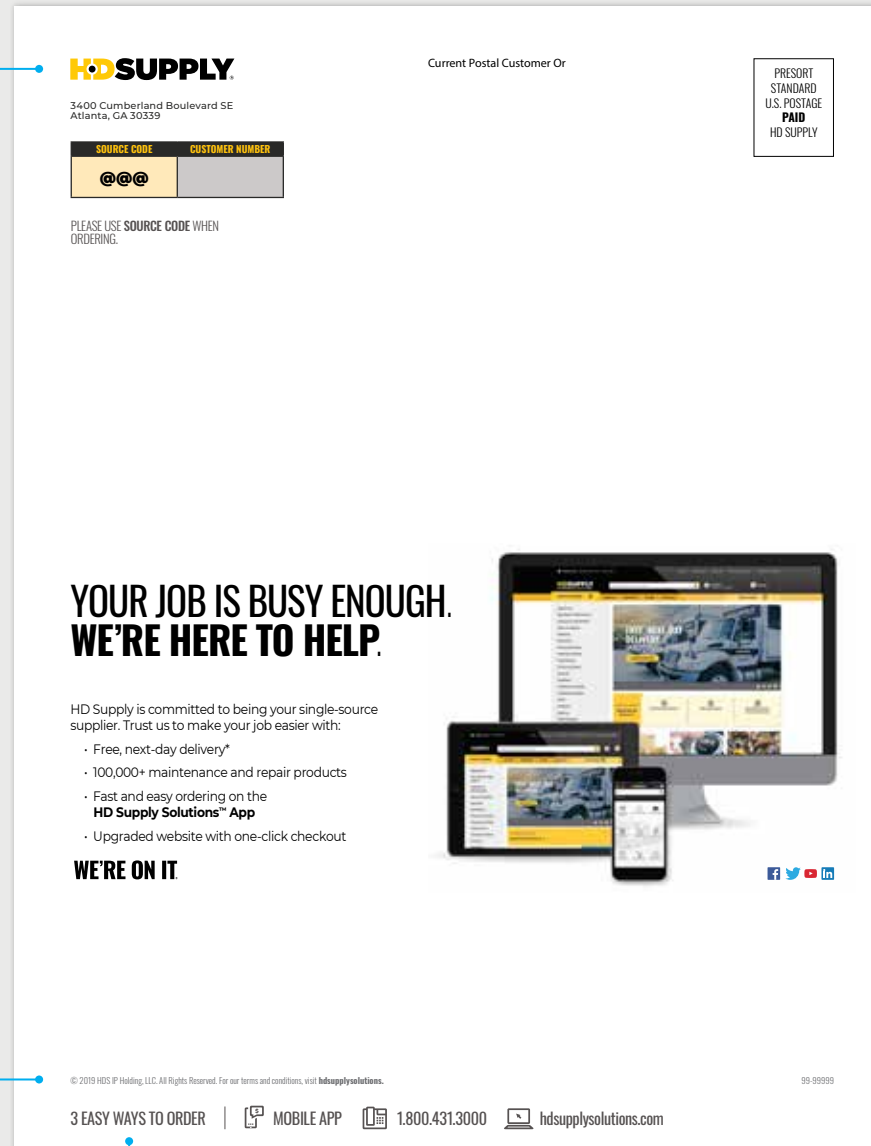 HDSUPPLY®
Current Postal Customer Or
PRESORT
STANDARD
U.S. POSTAGE
PAID
HD SUPPLY
3400 Cumberland Boulevard SE
Atlanta, GA 30339
SOURCE CODE CUSTOMER NUMBER
@@@
PLEASE USE SOURCE CODE WHEN
ORDERING.
YOUR JOB IS BUSY ENOUGH.
WE'RE HERE TO HELP.
HD Supply is committed to being your single-source
supplier. Trust us to make your job easier with:
· Free, next-day delivery*
· 100,000+ maintenance and repair products
· Fast and easy ordering on the
HD Supply Solutions™ App
· Upgraded website with one-click checkout
WE'RE ON IT.
HDSUPPLY
FREE, NEXT-DAY
DELIVERY
© 2019 HDS IP Holding, LLC. All Rights Reserved. For our terms and conditions, visit hdsupplysolutions.
99-99999
3 EASY WAYS TO ORDER | MOBILE APP 1.800.431.3000 hdsupplysolutions.com